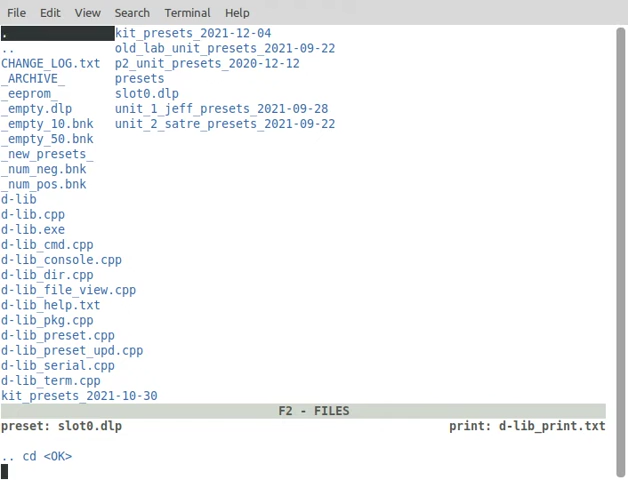 File Edit View Search Terminal Help
. kit_presets_2021-12-04
.. old_lab_unit_presets_2021-09-22
CHANGE_LOG.txt p2_unit_presets_2020-12-12
_ARCHIVE_ presets
_eeprom_ slot0.dlp
_empty.dlp unit_1_jeff_presets_2021-09-28
_empty_10.bnk unit_2_satre_presets_2021-09-22
_empty_50.bnk
_new_presets_
_num_neg.bnk
_num_pos.bnk
d-lib
d-lib.cpp
d-lib.exe
d-lib_cmd.cpp
d-lib_console.cpp
d-lib_dir.cpp
d-lib_file_view.cpp
d-lib_help.txt
d-lib_pkg.cpp
d-lib_preset.cpp
d-lib_preset_upd.cpp
d-lib_serial.cpp
d-lib_term.cpp
kit_presets_2021-10-30
F2 - FILES
preset: slot0.dlp print: d-lib_print.txt
.. cd <OK>